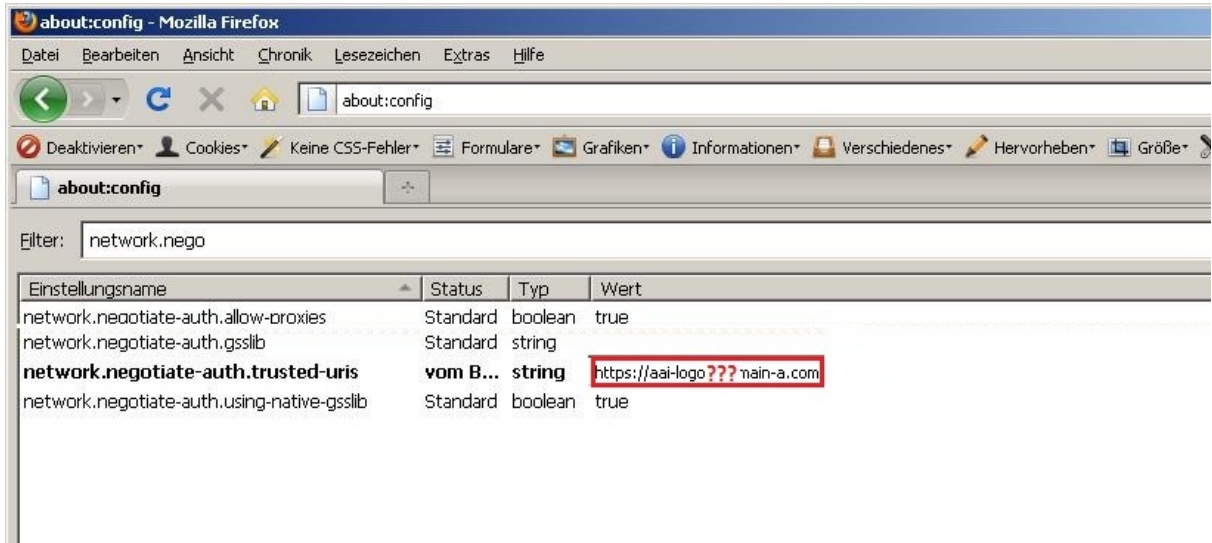 about:config - Mozilla Firefox
Datei Bearbeiten Ansicht Chronik Lesezeichen Extras Hilfe
about:config
Deaktivieren Cookies Keine CSS-Fehler Formulare Grafiken Informationen Verschiedenes Hervorheben Größe
about:config
Filter: network.nego
Einstellungsname Status Typ Wert
network.negotiate-auth.allow-proxies Standard boolean true
network.negotiate-auth.gsslib Standard string
network.negotiate-auth.trusted-uris vom B... string https://aai-logo???main-a.com
network.negotiate-auth.using-native-gsslib Standard boolean true